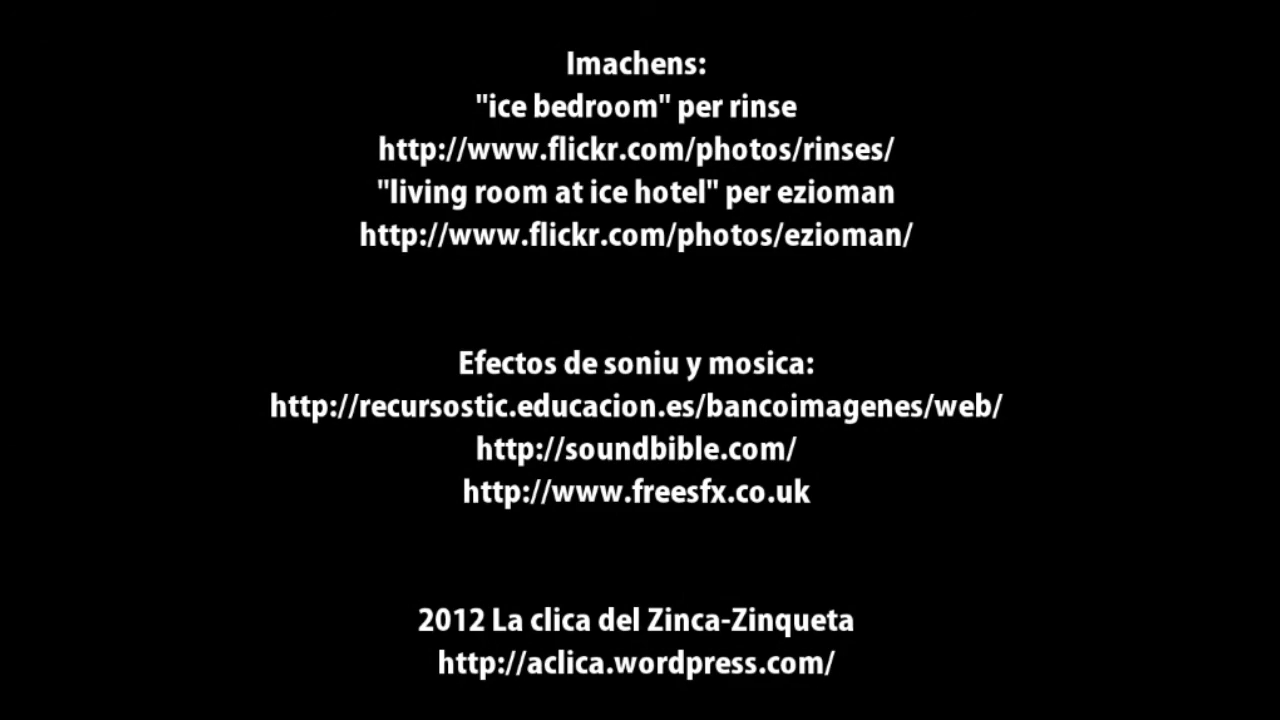 Imachens:
"ice bedroom" per rinse
http://www.flickr.com/photos/rinses/
"living room at ice hotel" per ezioman
http://www.flickr.com/photos/ezioman/
Efectos de soniu y mosica:
http://recursostic.educacion.es/bancoimagenes/web/
http://soundbible.com/
http://www.freesfx.co.uk
2012 La clica del Zinca-Zinqueta
http://aclica.wordpress.com/